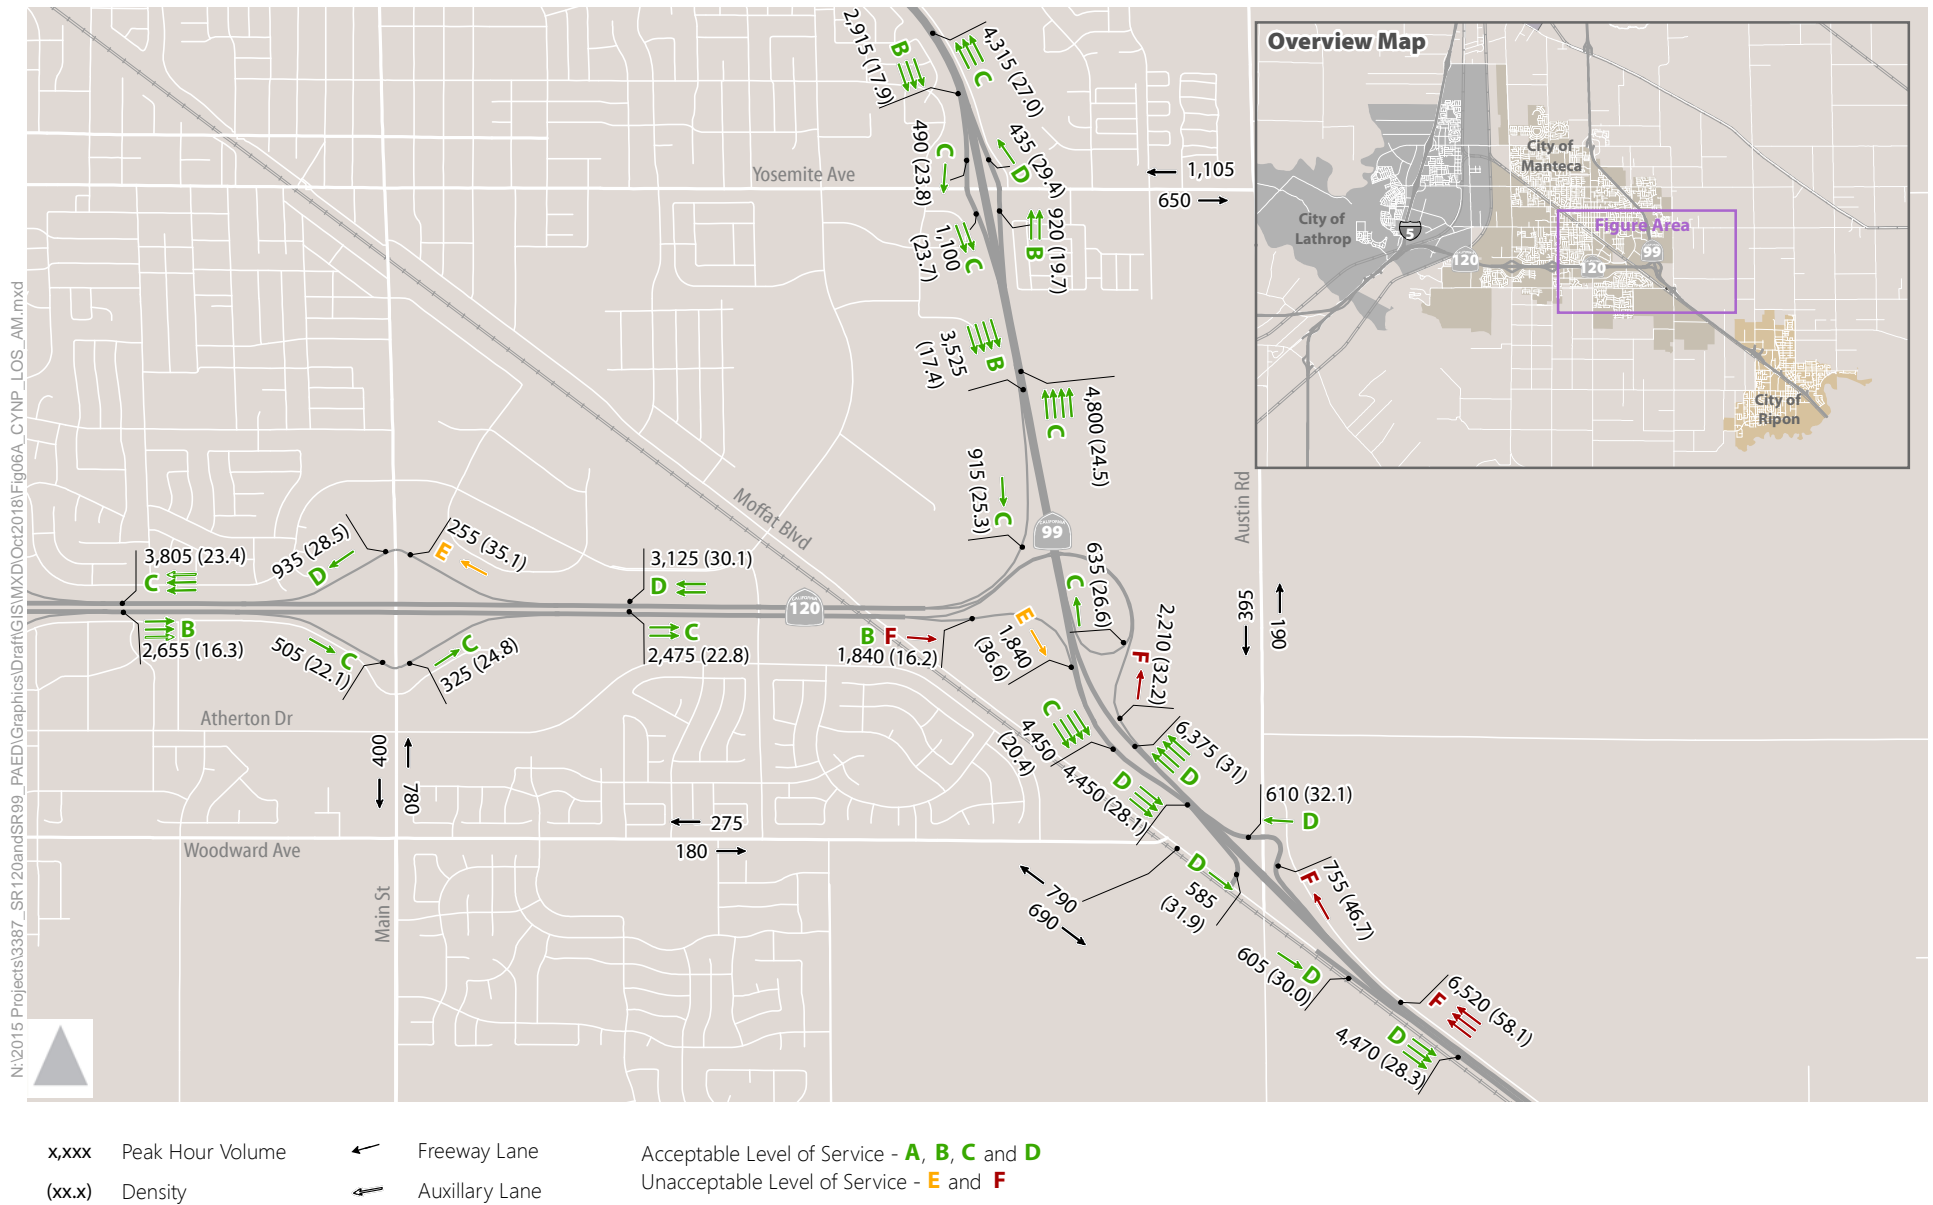 N:\2015 Projects\3387_SR120andSR99_PAED\Graphics\Draft\GIS\MXD\Oct2018\Fig06A_CYNP_LOS_AM.mxd
2,915 (17.9)
B
4,315 (27.0)
C
490 (23.8)
C
435 (29.4)
D
Yosemite Ave
1,105
650
1,100
(23.7)
C
920 (19.7)
B
3,525
(17.4)
B
4,800 (24.5)
C
915 (25.3)
C
CALIFORNIA
99
Moffat Blvd
Austin Rd
3,805 (23.4)
C
B
2,655 (16.3)
935 (28.5)
D
255 (35.1)
E
505 (22.1)
C
325 (24.8)
C
3,125 (30.1)
D
C
2,475 (22.8)
CALIFORNIA
120
B F
1,840 (16.2)
E
1,840
(36.6)
635 (26.6)
C
2,210 (32.2)
F
395
190
C
4,450
(20.4)
6,375 (31)
D
D
4,450 (28.1)
610 (32.1)
D
Atherton Dr
400
780
275
180
Woodward Ave
Main St
790
690
D
585
(31.9)
755 (46.7)
F
605 (30.0)
D
6,520 (58.1)
F
D
4,470 (28.3)
Overview Map
City of
Manteca
City of
Lathrop
5
120
120
99
Figure Area
City of
Ripon
x,xxx Peak Hour Volume
(xx.x) Density
Freeway Lane
Auxillary Lane
Acceptable Level of Service - A, B, C and D
Unacceptable Level of Service - E and F